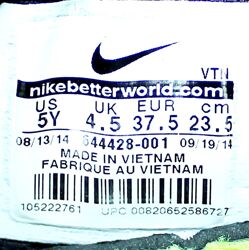 VTN
nikebetterworld.com
US UK EUR cm
5Y 4.5 37.5 23.5
08/13/14 644428-001 09/19/14
MADE IN VIETNAM
FABRIQUE AU VIETNAM
105222761 UPC 00820652586727